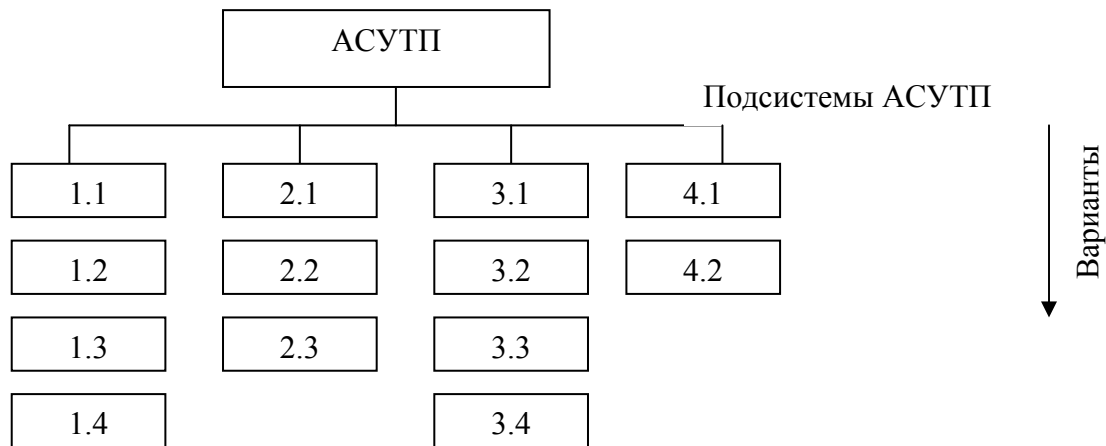 АСУТП
Подсистемы АСУТП
Варианты
1.1 2.1 3.1 4.1
1.2 2.2 3.2 4.2
1.3 2.3 3.3
1.4 3.4